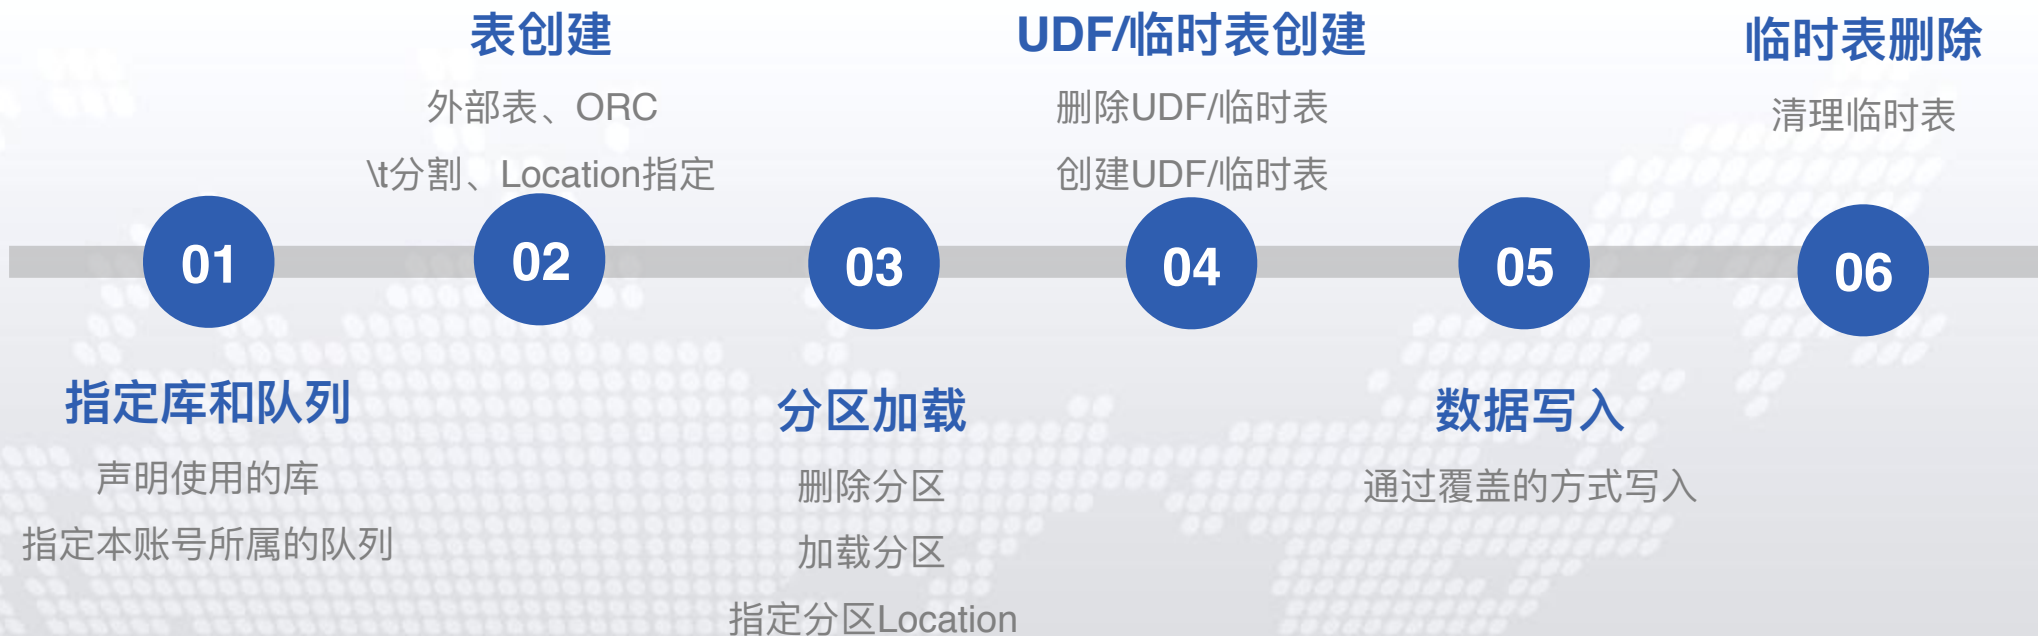 表创建
外部表、ORC
\t分割、Location指定
UDF/临时表创建
删除UDF/临时表
创建UDF/临时表
临时表删除
清理临时表
01
02
03
04
05
06
指定库和队列
声明使用的库
指定本账号所属的队列
分区加载
删除分区
加载分区
指定分区Location
数据写入
通过覆盖的方式写入